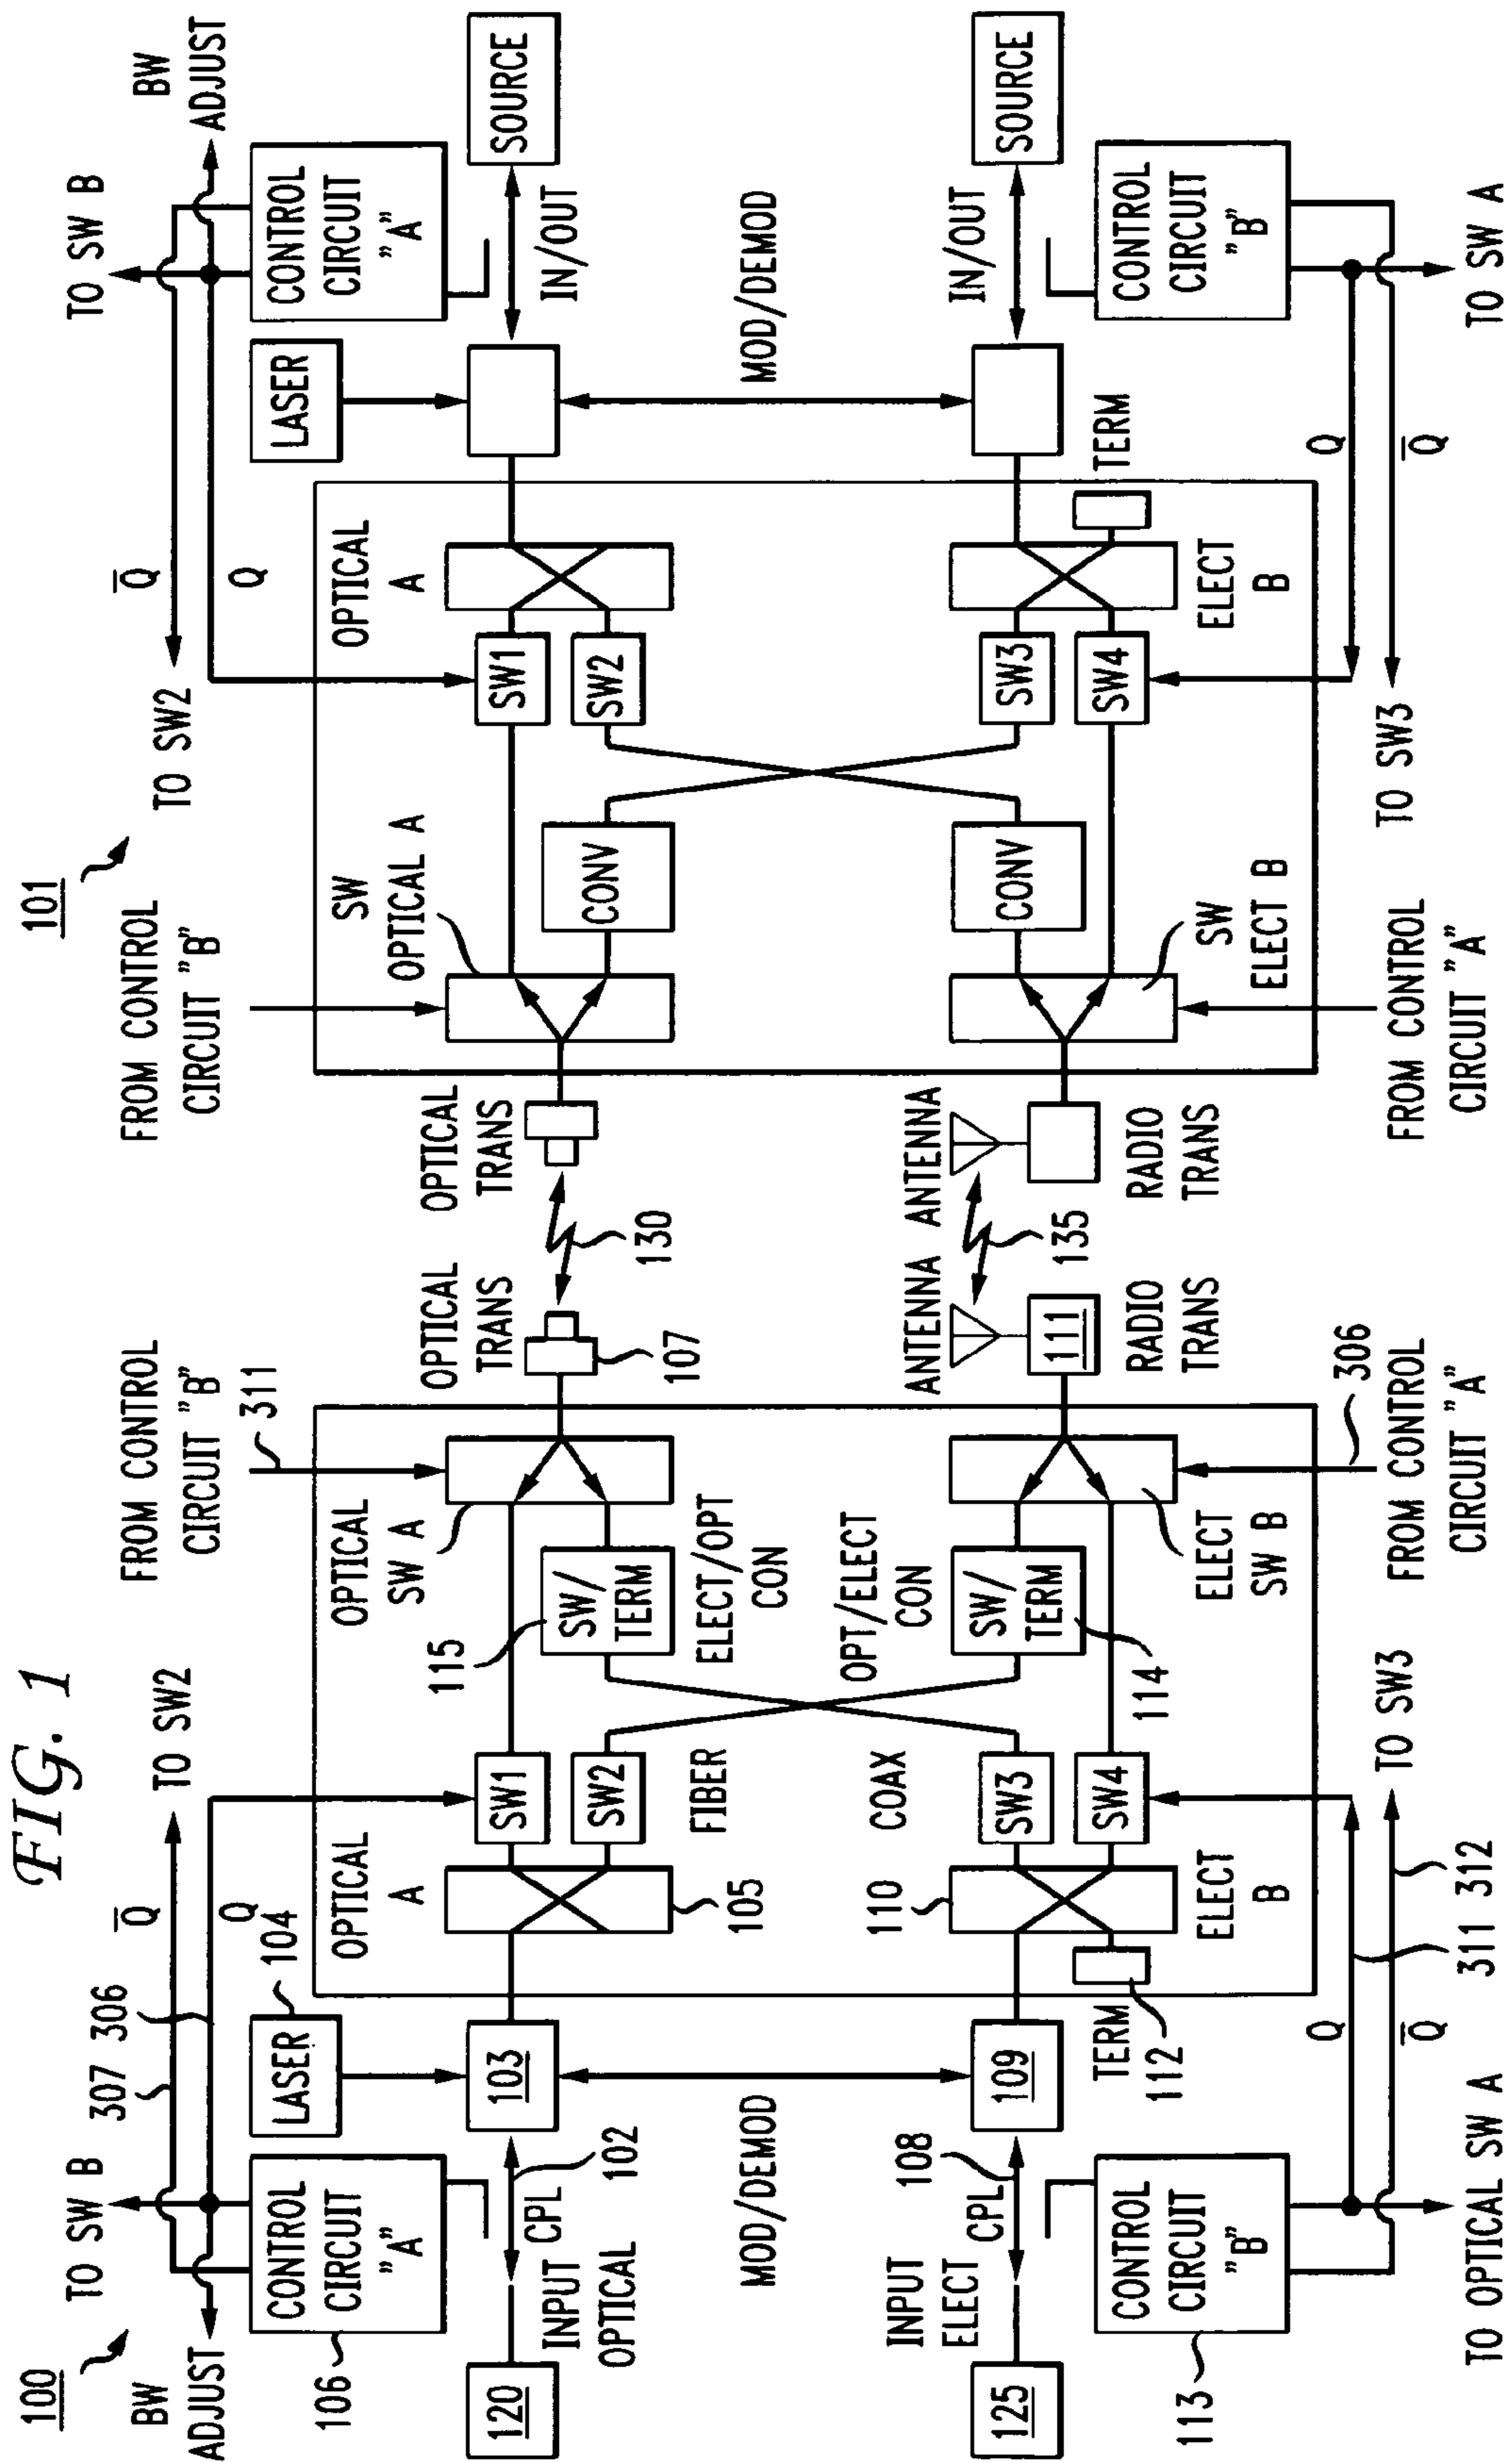 FIG. 1
100
101
BW
ADJUST
TO SW B
307
306
Q̅
Q
TO SW2
FROM CONTROL
CIRCUIT "B"
311
106
CONTROL
CIRCUIT
"A"
LASER
104
OPTICAL
A
105
SW1
SW2
FIBER
OPTICAL
SW A
115
SW/
TERM
ELECT/OPT
CON
OPTICAL
TRANS
107
130
120
INPUT
OPTICAL
CPL
102
103
MOD/DEMOD
125
INPUT
ELECT
CPL
108
109
TERM
112
110
ELECT
B
COAX
SW3
SW4
OPT/ELECT
CON
SW/
TERM
114
ELECT
SW B
ANTENNA
111
RADIO
TRANS
135
306
FROM CONTROL
CIRCUIT "A"
113
CONTROL
CIRCUIT
"B"
TO OPTICAL SW A
Q
Q̅
311
312
TO SW3
FROM CONTROL
CIRCUIT "B"
TO SW2
Q̅
Q
TO SW B
BW
ADJUST
OPTICAL
TRANS
SW
OPTICAL A
CONV
SW1
SW2
OPTICAL
A
LASER
CONTROL
CIRCUIT
"A"
IN/OUT
SOURCE
MOD/DEMOD
ANTENNA
RADIO
TRANS
CONV
SW
ELECT B
SW3
SW4
ELECT
B
TERM
IN/OUT
SOURCE
CONTROL
CIRCUIT
"B"
FROM CONTROL
CIRCUIT "A"
TO SW3
Q
Q̅
TO SW A